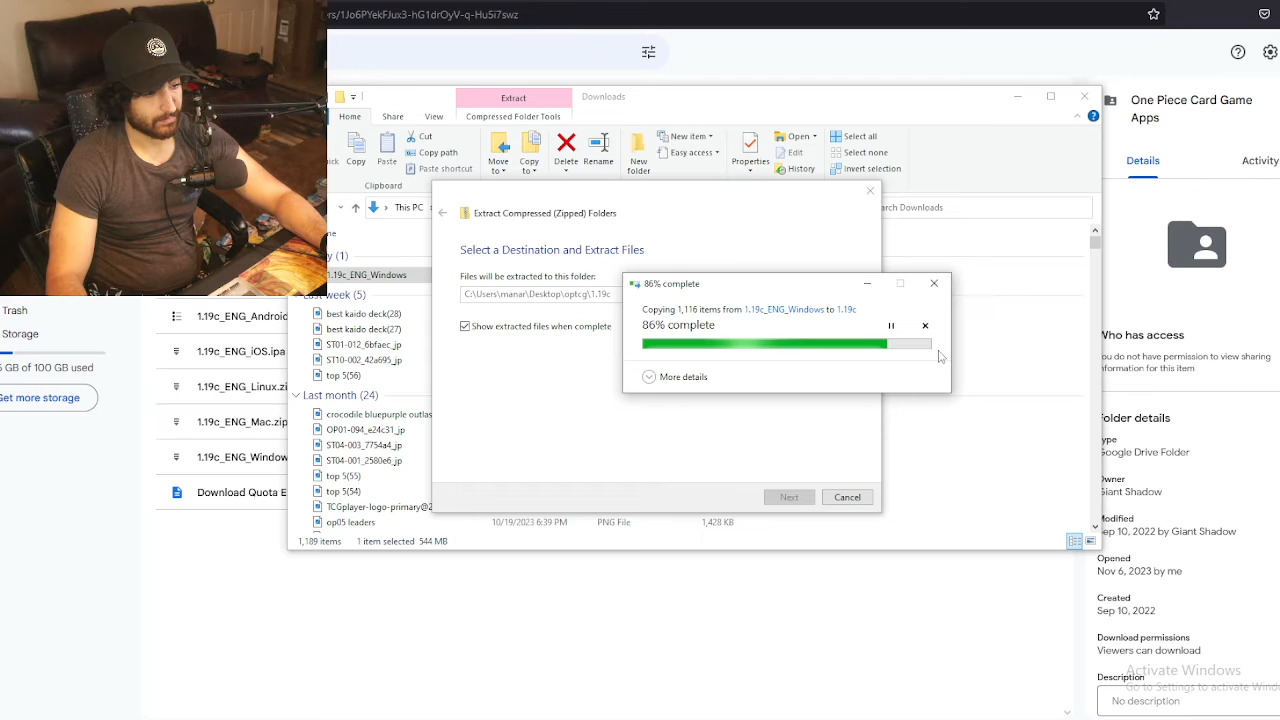 rs/1Jo6PYekFJux3-hG1drOyV-q-Hu5i7swz
One Piece Card Game
Apps
Details
Activity
Extract
Downloads
Home
Share
View
Compressed Folder Tools
Copy
Paste
Cut
Copy path
Paste shortcut
Clipboard
Move
to
Copy
to
Delete
Rename
New
folder
New item
Easy access
Properties
Open
Edit
History
Select all
Select none
Invert selection
This PC
arch Downloads
Extract Compressed (Zipped) Folders
Select a Destination and Extract Files
Files will be extracted to this folder:
C:\Users\manar\Desktop\optcg\1.19c
Show extracted files when complete
86% complete
Copying 1,116 items from 1.19c_ENG_Windows to 1.19c
86% complete
More details
Next
Cancel
y (1)
1.19c_ENG_Windows
Last week (5)
best kaido deck(28)
best kaido deck(27)
ST01-012_6bfaec_jp
ST10-002_42a695_jp
top 5(56)
Last month (24)
crocodile bluepurple outlas
OP01-094_e24c31_jp
ST04-003_7754a4_jp
ST04-001_2580e6_jp
top 5(55)
top 5(54)
TCGplayer-logo-primary@2
op05 leaders
10/19/2023 6:39 PM
PNG File
1,428 KB
1,189 items
1 item selected 544 MB
Trash
Storage
GB of 100 GB used
Get more storage
1.19c_ENG_Android
1.19c_ENG_iOS.ipa
1.19c_ENG_Linux.zi
1.19c_ENG_Mac.zip
1.19c_ENG_Window
Download Quota E
Who has access
ou do not have permission to view sharing
nformation for this item
Folder details
Type
Google Drive Folder
Owner
Giant Shadow
Modified
Sep 10, 2022 by Giant Shadow
Opened
Nov 6, 2023 by me
Created
Sep 10, 2022
Download permissions
Viewers can download
Description
No description
Activate Windows
Go to Settings to activate Wind